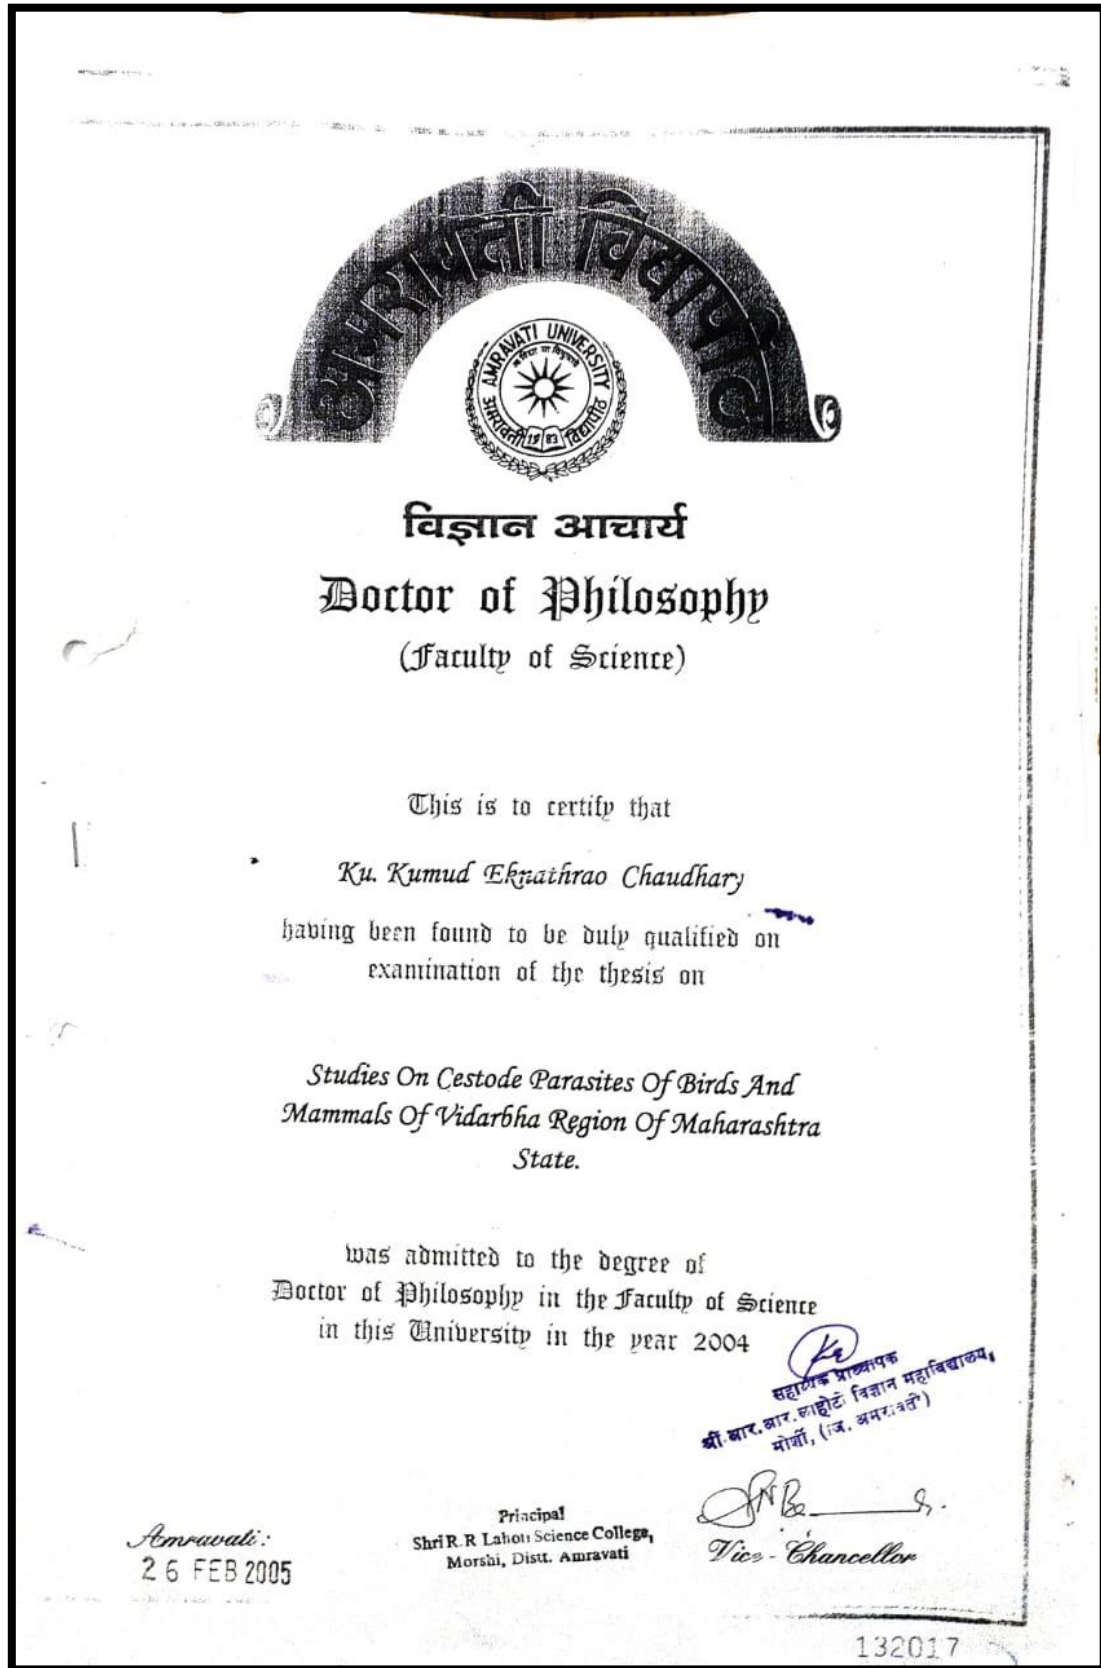 अमरावती विद्यापीठ
AMRAVATI UNIVERSITY
अमरावती विद्यापीठ
1983
विज्ञान आचार्य
Doctor of Philosophy
(Faculty of Science)
This is to certify that
Ku. Kumud Eknathrao Chaudhary
having been found to be duly qualified on
examination of the thesis on
Studies On Cestode Parasites Of Birds And
Mammals Of Vidarbha Region Of Maharashtra
State.
was admitted to the degree of
Doctor of Philosophy in the Faculty of Science
in this University in the year 2004
सहाय्यक प्राध्यापक
श्री.आर.आर.लाहोटी विज्ञान महाविद्यालय,
मोर्शी, (जि. अमरावती)
Principal
Shri R.R Lahoti Science College,
Morshi, Distt. Amravati
Vice-Chancellor
Amravati:
26 FEB 2005
132017